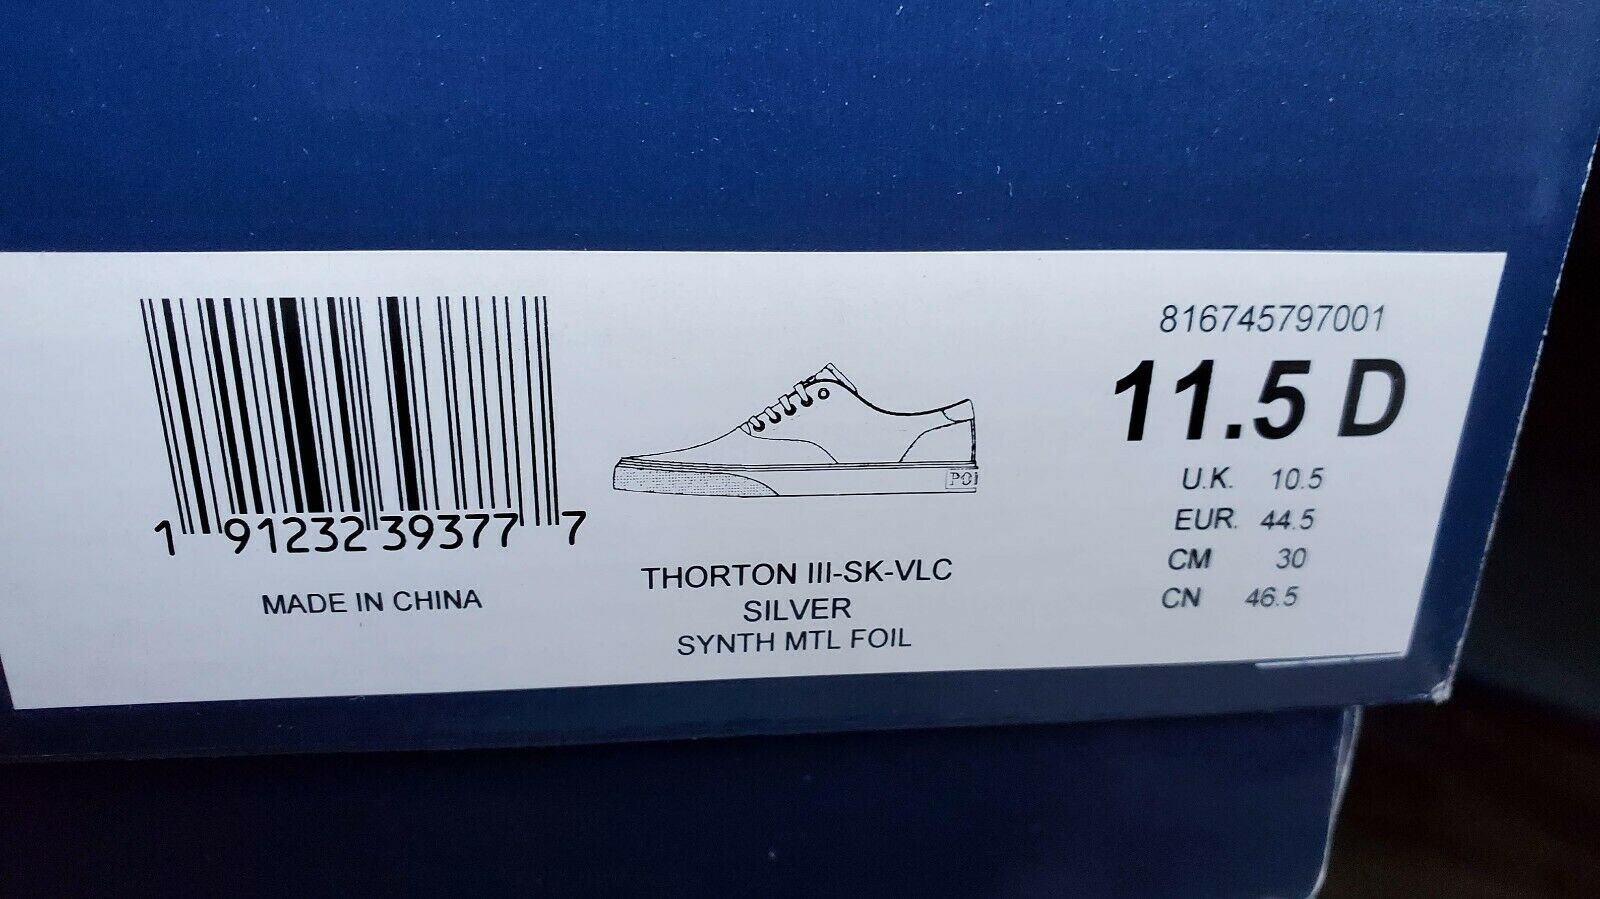 816745797001
11.5 D
U.K. 10.5
EUR. 44.5
CM 30
CN 46.5
1 91232 39377 7
MADE IN CHINA
POL
THORTON III-SK-VLC
SILVER
SYNTH MTL FOIL